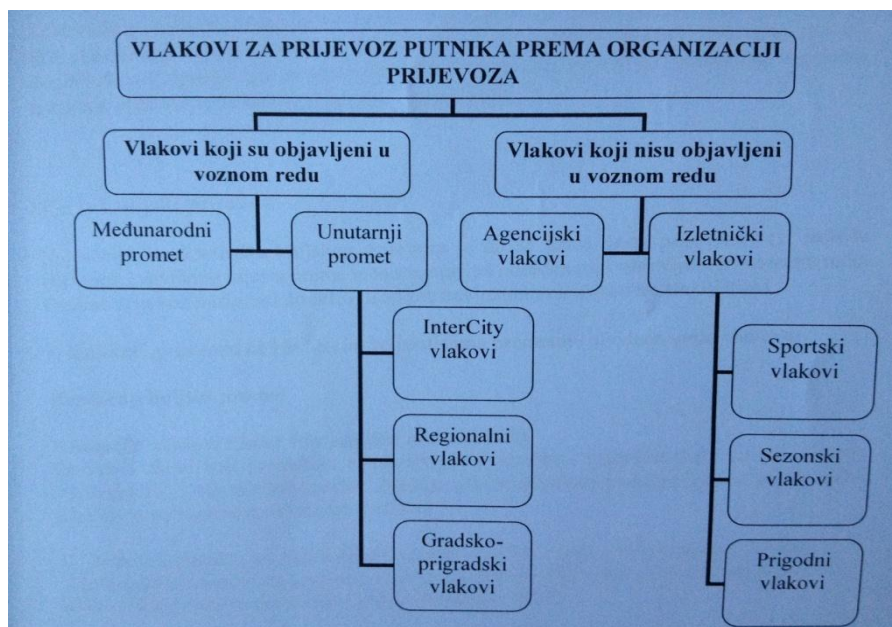 VLAKOVI ZA PRIJEVOZ PUTNIKA PREMA ORGANIZACIJI
PRIJEVOZA
Vlakovi koji su objavljeni u
voznom redu
Vlakovi koji nisu objavljeni
u voznom redu
Međunarodni
promet
Unutarnji
promet
Agencijski
vlakovi
Izletnički
vlakovi
InterCity
vlakovi
Regionalni
vlakovi
Gradsko-
prigradski
vlakovi
Sportski
vlakovi
Sezonski
vlakovi
Prigodni
vlakovi